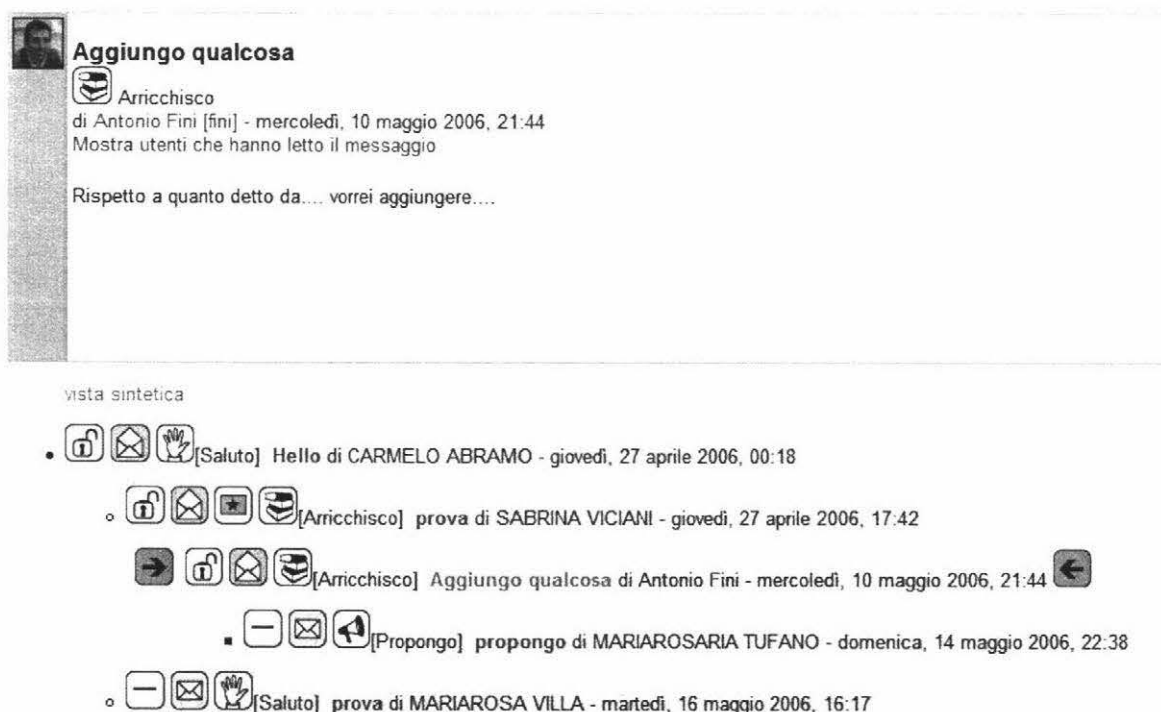 Aggiungo qualcosa
Arricchisco
di Antonio Fini [fini] - mercoledì, 10 maggio 2006, 21:44
Mostra utenti che hanno letto il messaggio
Rispetto a quanto detto da.... vorrei aggiungere....
vista sintetica
[Saluto] Hello di CARMELO ABRAMO - giovedì, 27 aprile 2006, 00:18
[Arricchisco] prova di SABRINA VICIANI - giovedì, 27 aprile 2006, 17:42
[Arricchisco] Aggiungo qualcosa di Antonio Fini - mercoledì, 10 maggio 2006, 21:44
[Propongo] propongo di MARIAROSARIA TUFANO - domenica, 14 maggio 2006, 22:38
[Saluto] prova di MARIAROSA VILLA - martedì, 16 maggio 2006, 16:17